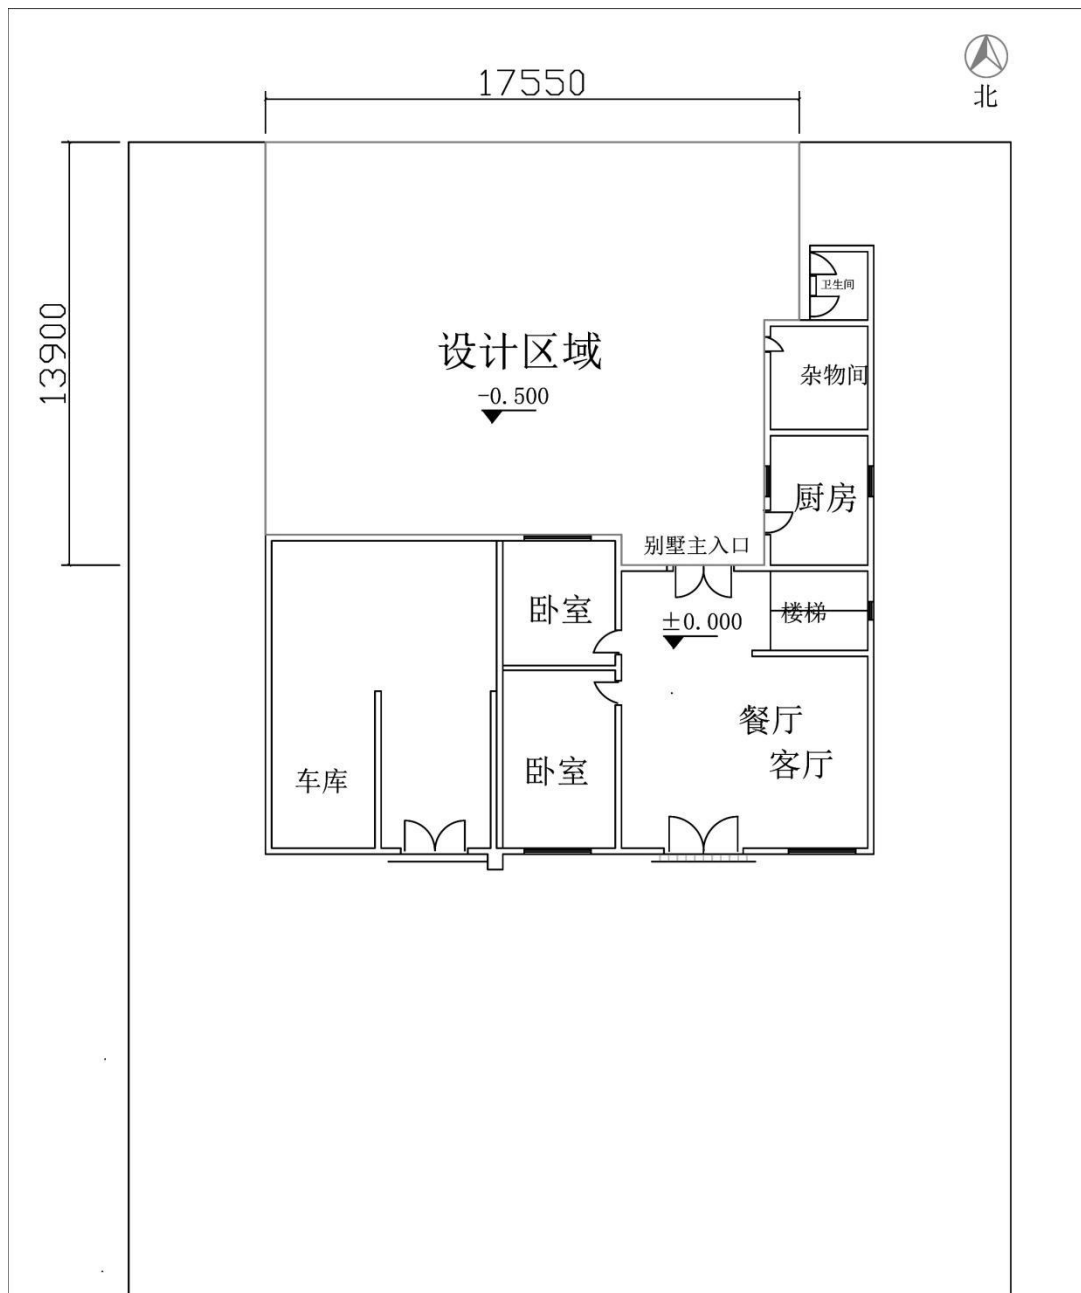 17550
北
卫生间
13900
设计区域
杂物间
-0.500
厨房
别墅主入口
卧室
±0.000
楼梯
餐厅
客厅
卧室
车库